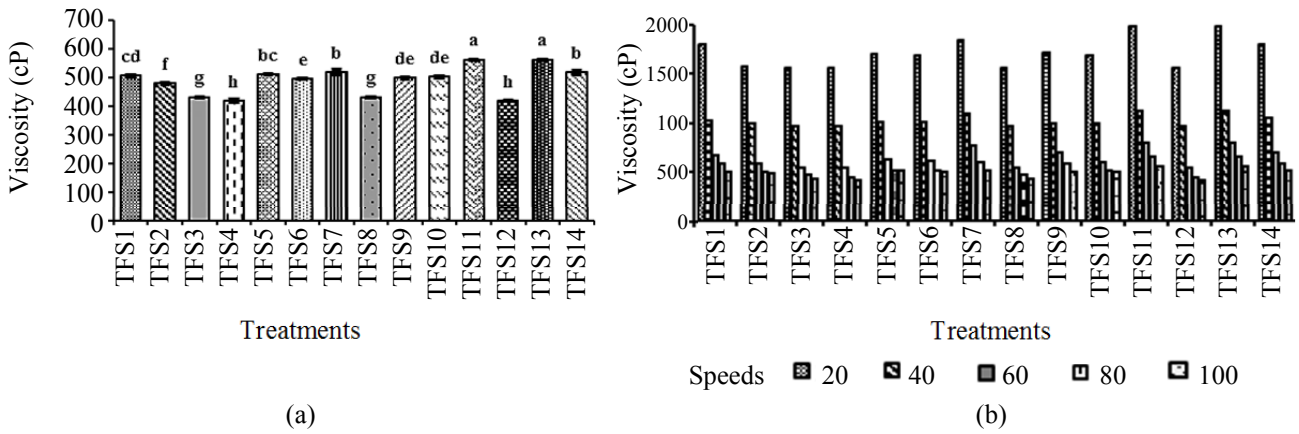 700
600
500
400
300
200
100
0
Viscosity (cP)
cd
f
g
h
bc
e
b
g
de
de
a
h
a
b
TFS1
TFS2
TFS3
TFS4
TFS5
TFS6
TFS7
TFS8
TFS9
TFS10
TFS11
TFS12
TFS13
TFS14
Treatments
(a)
2000
1500
1000
500
0
Viscosity (cP)
TFS1
TFS2
TFS3
TFS4
TFS5
TFS6
TFS7
TFS8
TFS9
TFS10
TFS11
TFS12
TFS13
TFS14
Treatments
Speeds 20 40 60 80 100
(b)